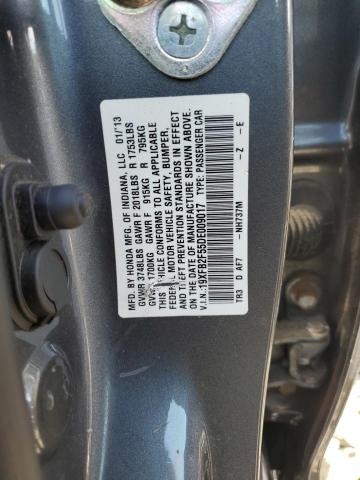 MFD. BY HONDA MFG. OF INDIANA, LLC 01/'13
GVWR 3748LBS GAWR F 2018LBS R 1753LBS
GVWR 1700KG GAWR F 915KG R 795KG
THIS VEHICLE CONFORMS TO ALL APPLICABLE
FEDERAL MOTOR VEHICLE SAFETY, BUMPER,
AND THEFT PREVENTION STANDARDS IN EFFECT
ON THE DATE OF MANUFACTURE SHOWN ABOVE.
V.I.N.:19XFB2F55DE009017 TYPE: PASSENGER CAR
TR3 D AF7 - NH737M - Z - E